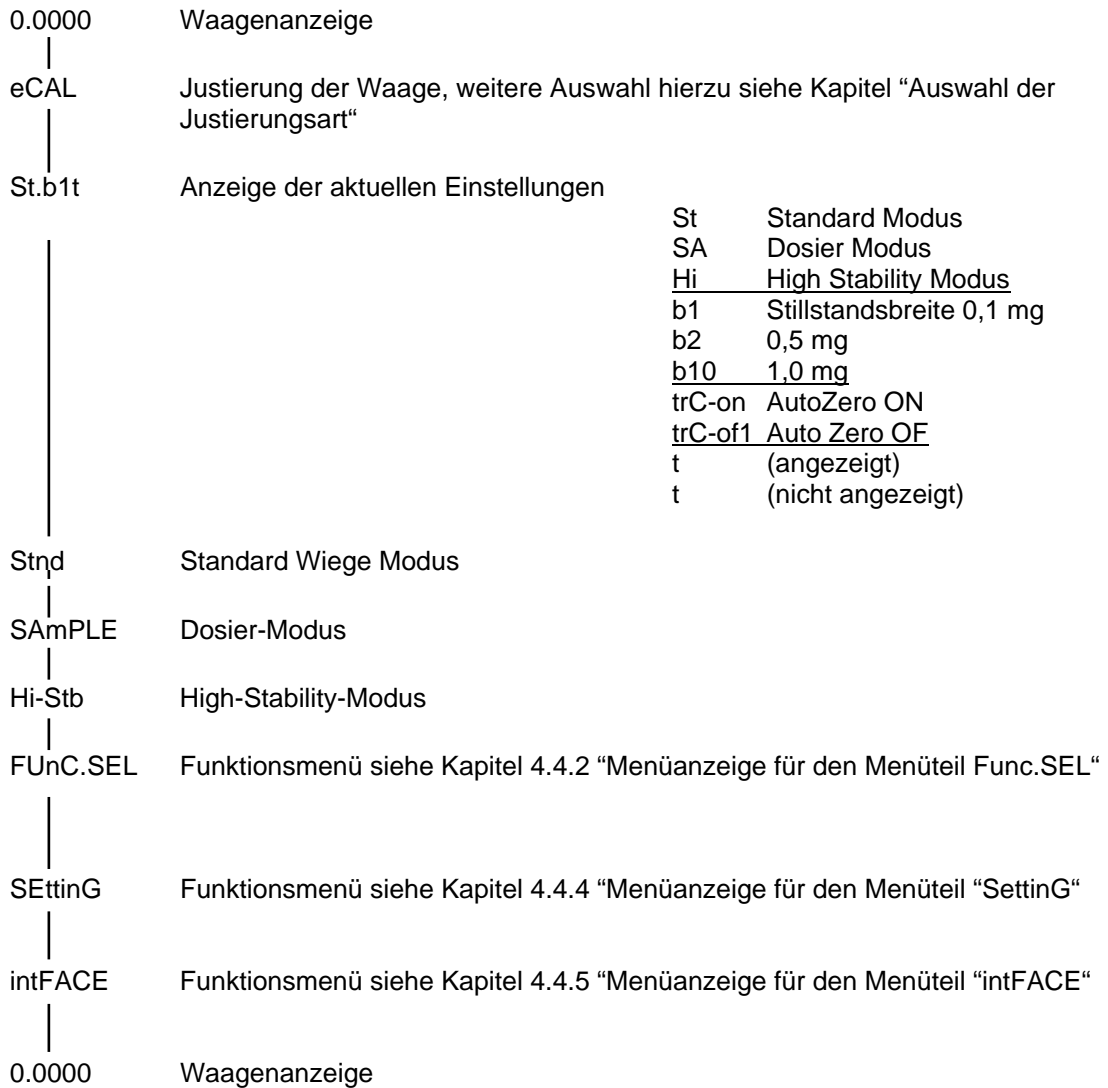 0.0000 Waagenanzeige
eCAL Justierung der Waage, weitere Auswahl hierzu siehe Kapitel “Auswahl der
Justierungsart“
St.b1t Anzeige der aktuellen Einstellungen
St Standard Modus
SA Dosier Modus
Hi High Stability Modus
b1 Stillstandsbreite 0,1 mg
b2 0,5 mg
b10 1,0 mg
trC-on AutoZero ON
trC-of1 Auto Zero OF
t (angezeigt)
t (nicht angezeigt)
Stnd Standard Wiege Modus
SAmPLE Dosier-Modus
Hi-Stb High-Stability-Modus
FUnC.SEL Funktionsmenü siehe Kapitel 4.4.2 “Menüanzeige für den Menüteil Func.SEL“
SEttinG Funktionsmenü siehe Kapitel 4.4.4 “Menüanzeige für den Menüteil “SettinG“
intFACE Funktionsmenü siehe Kapitel 4.4.5 “Menüanzeige für den Menüteil “intFACE“
0.0000 Waagenanzeige